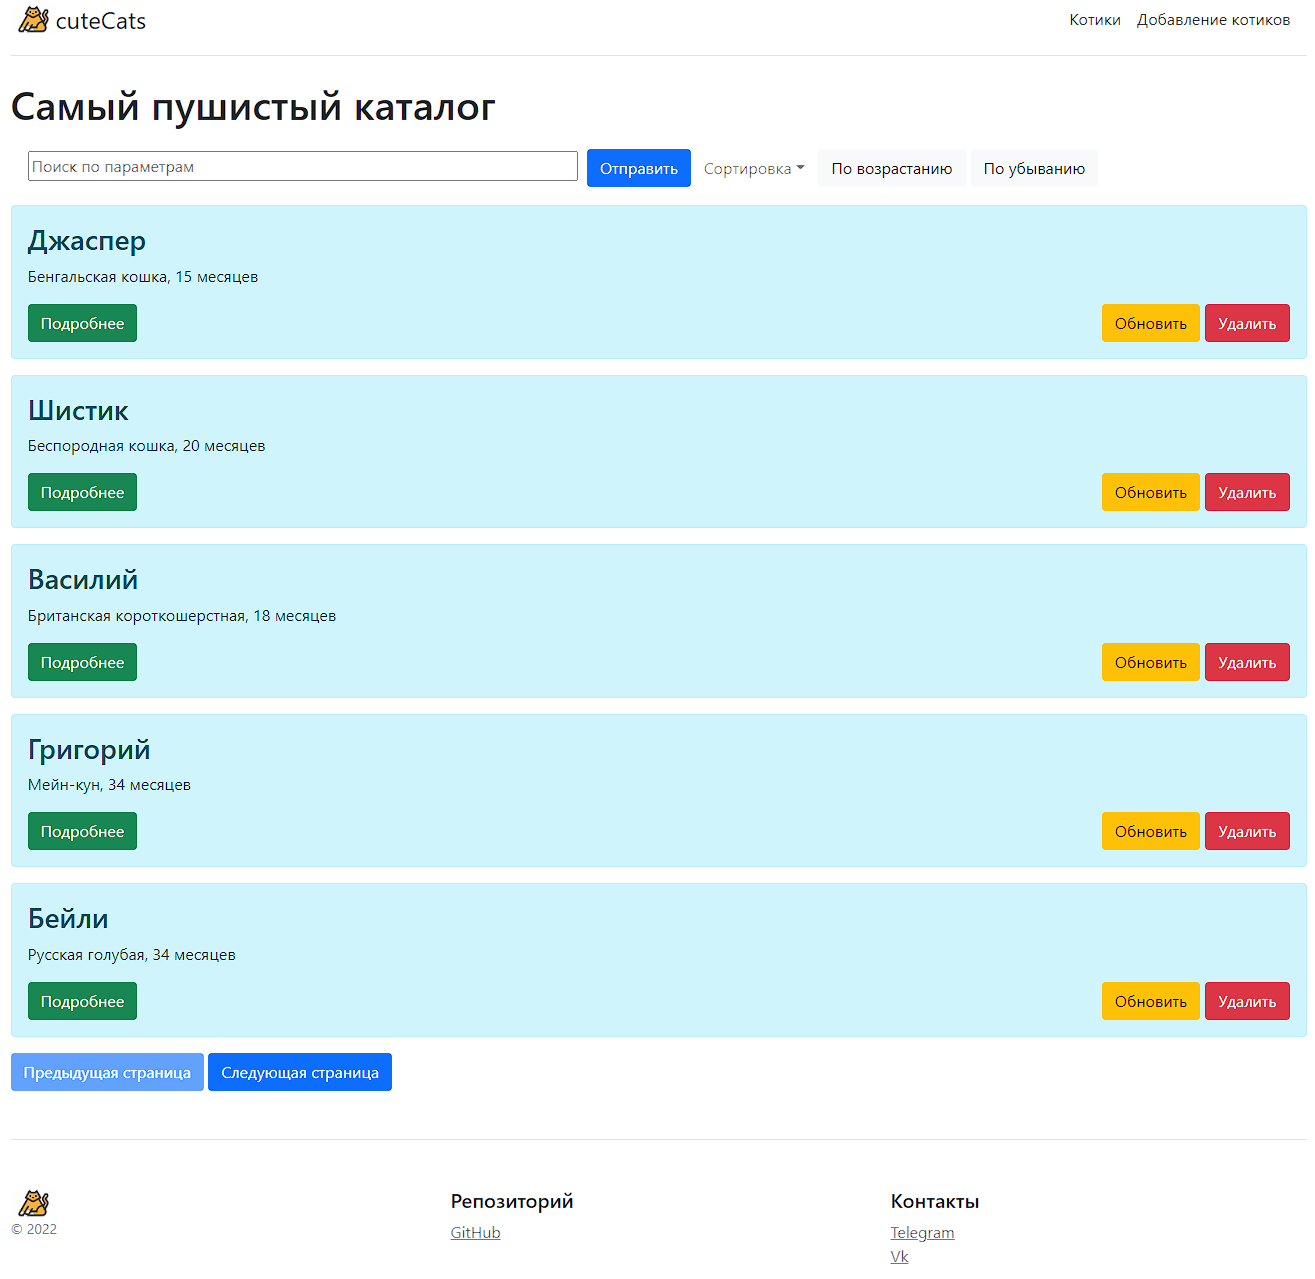 cuteCats Котики Добавление котиков
Самый пушистый каталог
Поиск по параметрам Отправить Сортировка По возрастанию По убыванию
Джаспер
Бенгальская кошка, 15 месяцев
Подробнее Обновить Удалить
Шистик
Беспородная кошка, 20 месяцев
Подробнее Обновить Удалить
Василий
Британская короткошерстная, 18 месяцев
Подробнее Обновить Удалить
Григорий
Мейн-кун, 34 месяцев
Подробнее Обновить Удалить
Бейли
Русская голубая, 34 месяцев
Подробнее Обновить Удалить
Предыдущая страница Следующая страница
Репозиторий Контакты
© 2022 GitHub Telegram
Vk